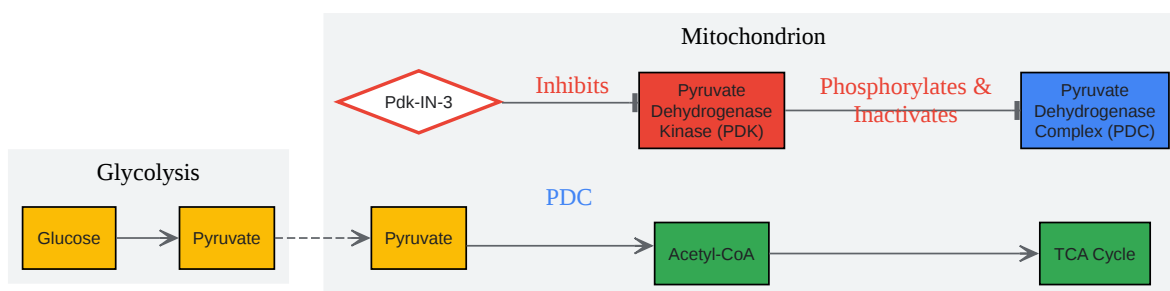 Mitochondrion
Pdk-IN-3
Inhibits
Pyruvate
Dehydrogenase
Kinase (PDK)
Phosphorylates &
Inactivates
Pyruvate
Dehydrogenase
Complex (PDC)
Glycolysis
Glucose
Pyruvate
Pyruvate
PDC
Acetyl-CoA
TCA Cycle